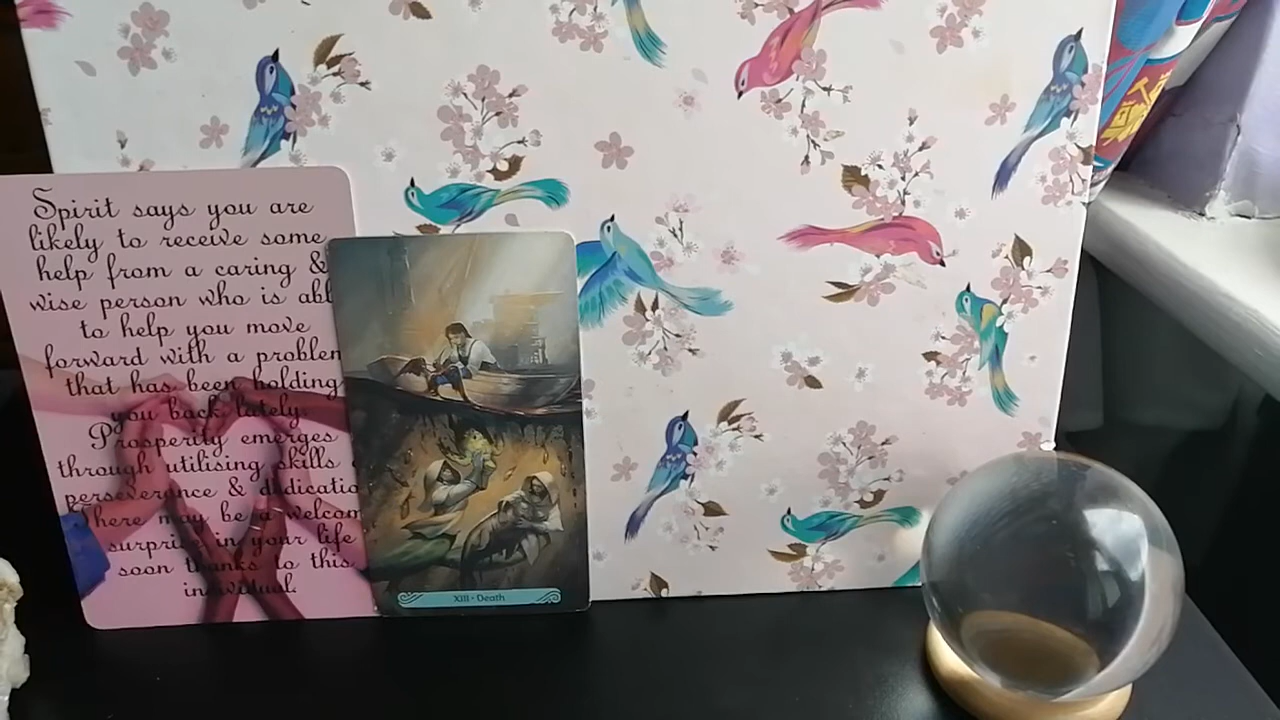 Spirit says you are
likely to receive some
help from a caring &
wise person who is abl
to help you move
forward with a problem
that has been holding
you back lately.
Prosperity emerges
through utilising skills
perseverance & dedicatio
There may be a welcom
surprise in your life
soon thanks to this
individual.
XIII • Death